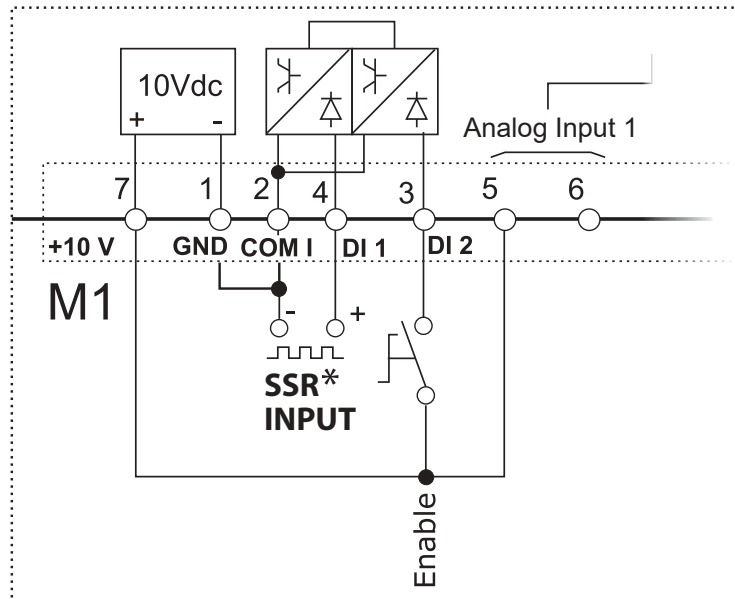 10Vdc
+ -
Analog Input 1
7 1 2 4 3 5 6
+10 V GND COM I DI 1 DI 2
M1
- +
SSR*
INPUT
Enable